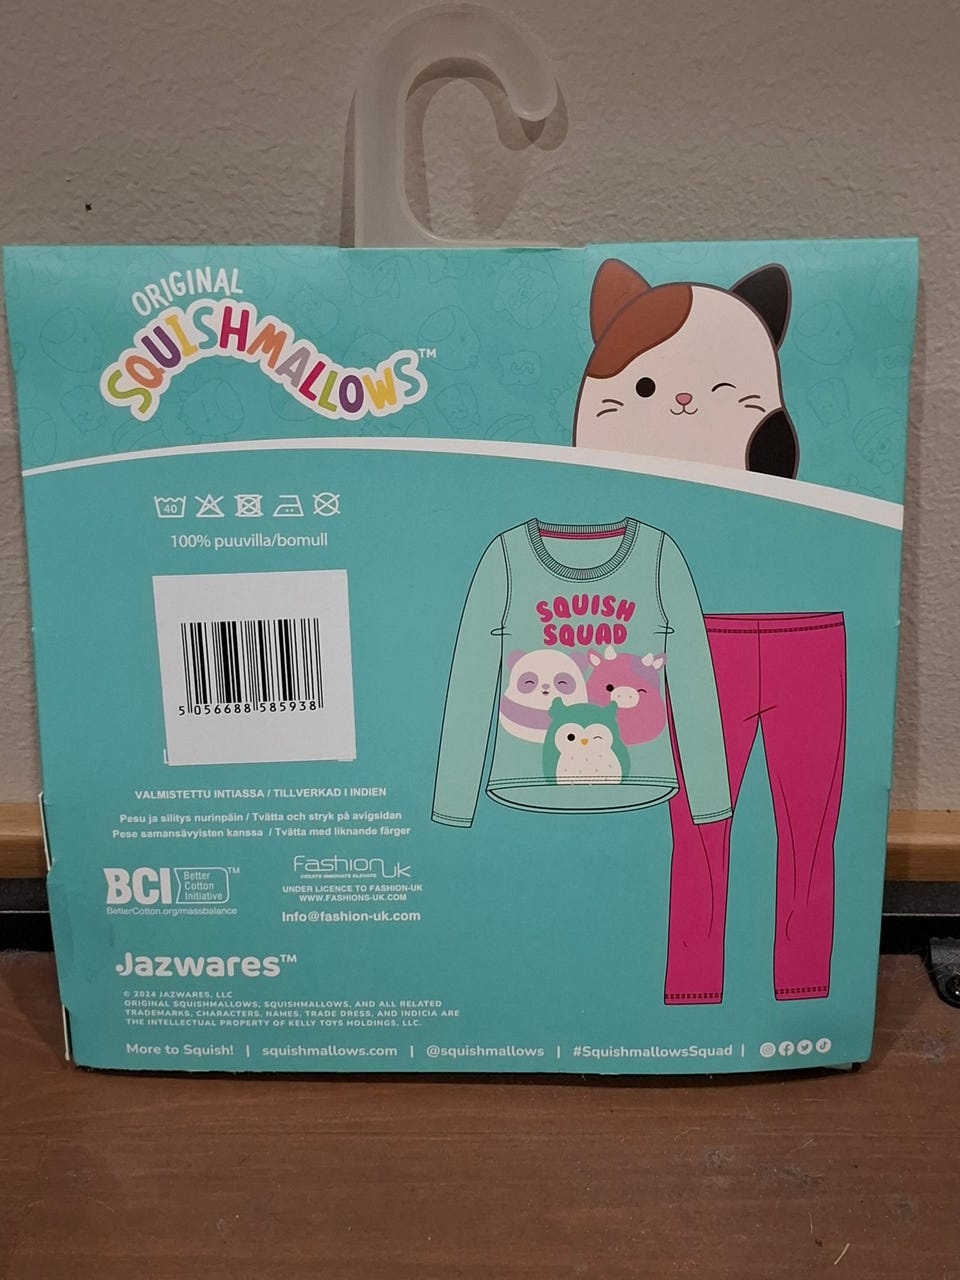 ORIGINAL
SQUISHMALLOWS™
40
100% puuvilla/bomull
SQUISH
SQUAD
5 056688 585938
VALMISTETTU INTIASSA / TILLVERKAD I INDIEN
Pesu ja silitys nurinpäin / Tvätta och stryk på avigsidan
Pese samansävyisten kanssa / Tvätta med liknande färger
BCI Better Cotton Initiative™
BetterCotton.org/massbalance
Fashion uk
CREATE INNOVATE ELEVATE
UNDER LICENCE TO FASHION-UK
WWW.FASHIONS-UK.COM
Info@fashion-uk.com
Jazwares™
© 2024 JAZWARES, LLC
ORIGINAL SQUISHMALLOWS, SQUISHMALLOWS, AND ALL RELATED
TRADEMARKS, CHARACTERS, NAMES, TRADE DRESS, AND INDICIA ARE
THE INTELLECTUAL PROPERTY OF KELLY TOYS HOLDINGS, LLC.
More to Squish! | squishmallows.com | @squishmallows | #SquishmallowsSquad |